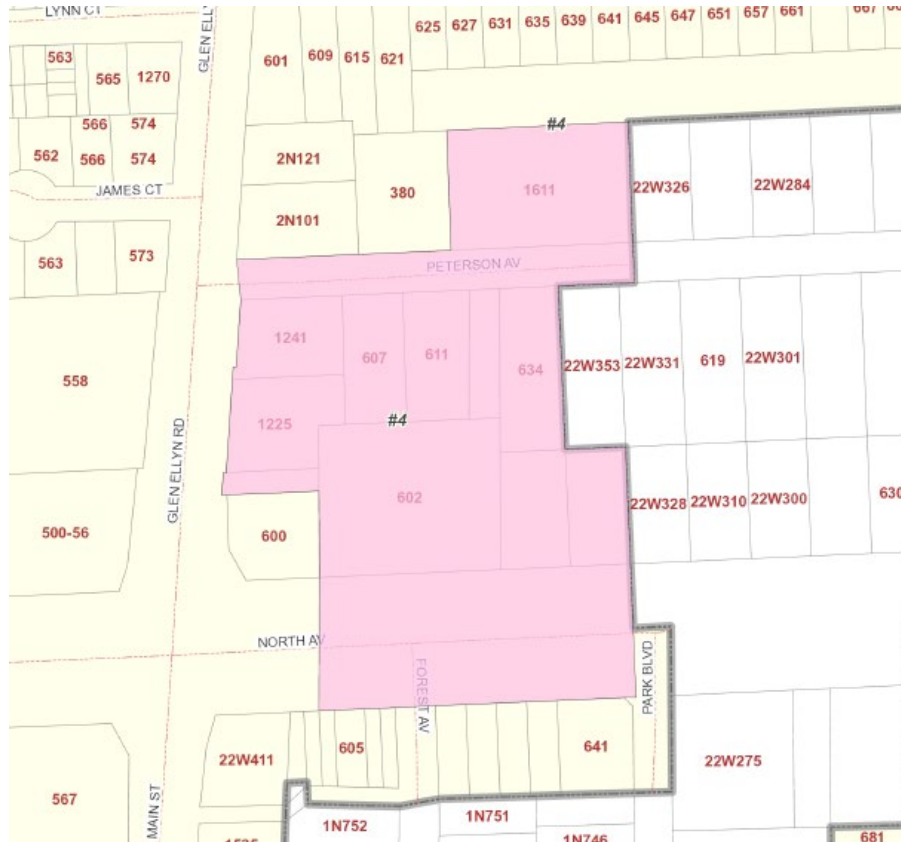 LYNN CT
GLEN ELLY
625 627 631 635 639 641 645 647 651 657 661 667
563
565
1270
601
609
615
621
566
574
#4
562
566
574
2N121
380
1611
22W326
22W284
JAMES CT
2N101
563
573
PETERSON AV
1241
607
611
634
22W353
22W331
619
22W301
558
1225
#4
GLEN ELLYN RD
602
22W328
22W310
22W300
630
500-56
600
NORTH AV
FOREST AV
PARK BLVD
22W411
605
641
22W275
567
MAIN ST
1N752
1N751
1N746
681